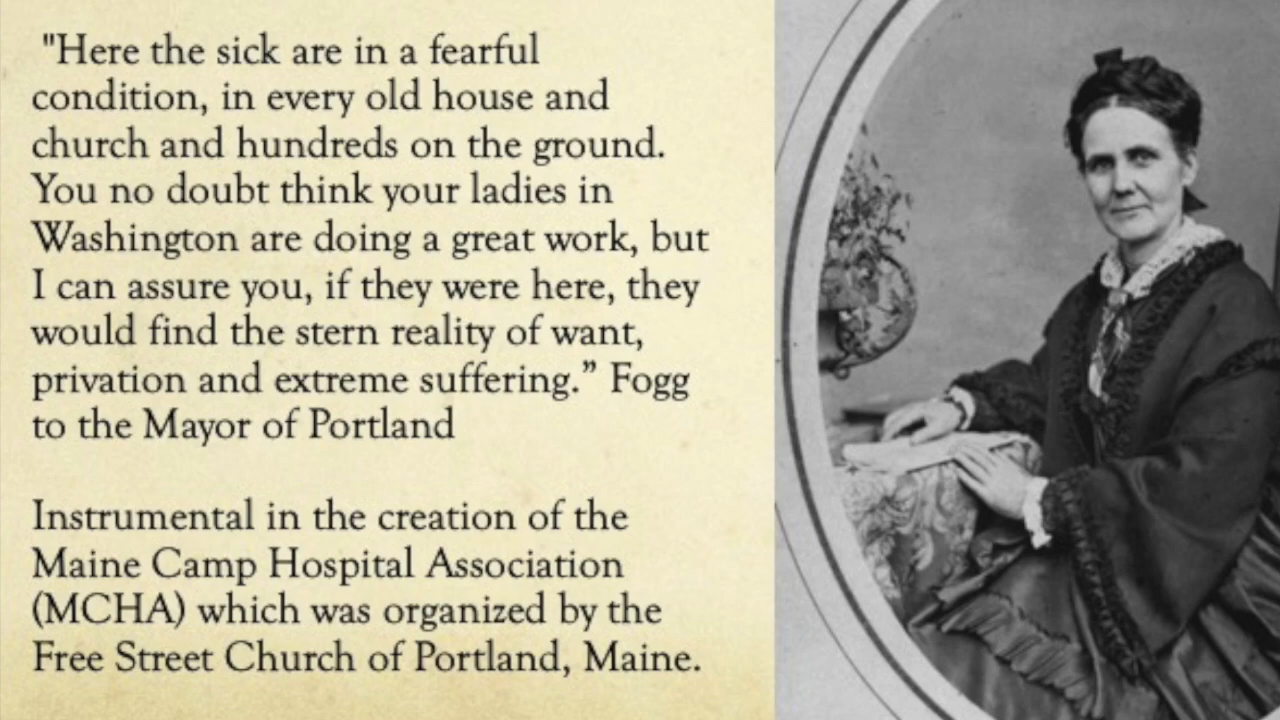 "Here the sick are in a fearful
condition, in every old house and
church and hundreds on the ground.
You no doubt think your ladies in
Washington are doing a great work, but
I can assure you, if they were here, they
would find the stern reality of want,
privation and extreme suffering.” Fogg
to the Mayor of Portland
Instrumental in the creation of the
Maine Camp Hospital Association
(MCHA) which was organized by the
Free Street Church of Portland, Maine.